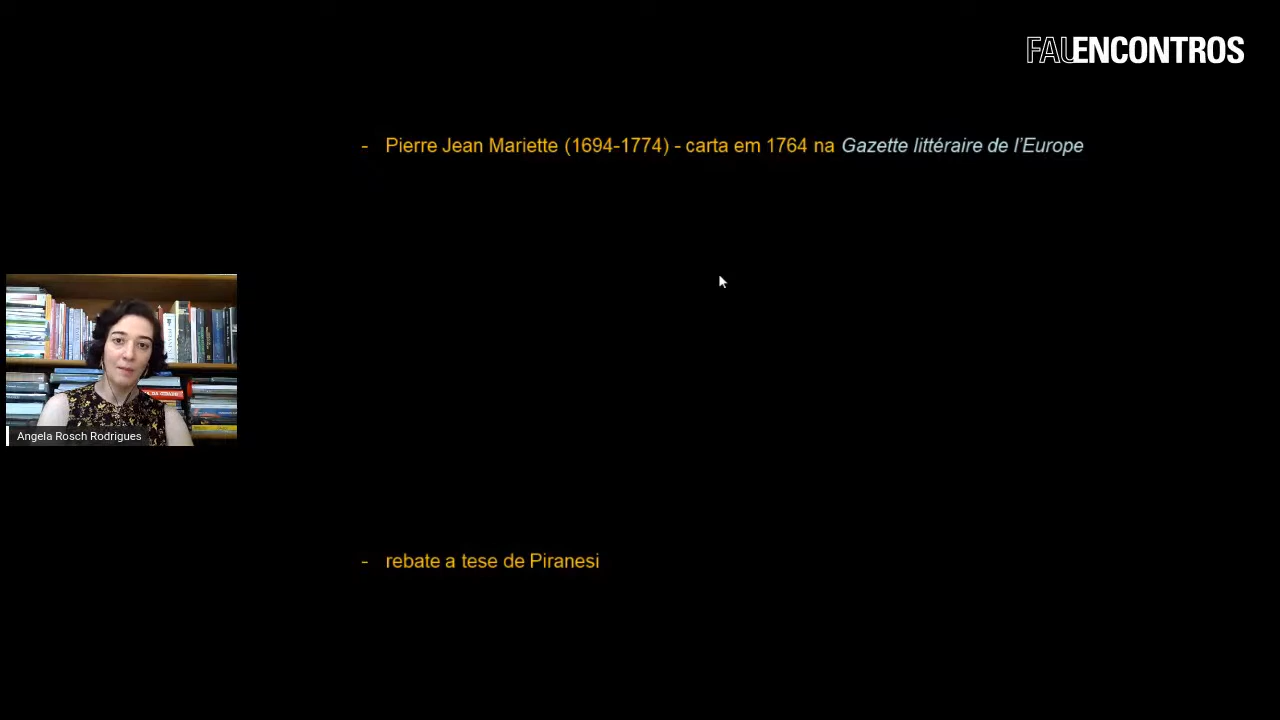 FAUENCONTROS
- Pierre Jean Mariette (1694-1774) - carta em 1764 na Gazette littéraire de l'Europe
Angela Rosch Rodrigues
- rebate a tese de Piranesi